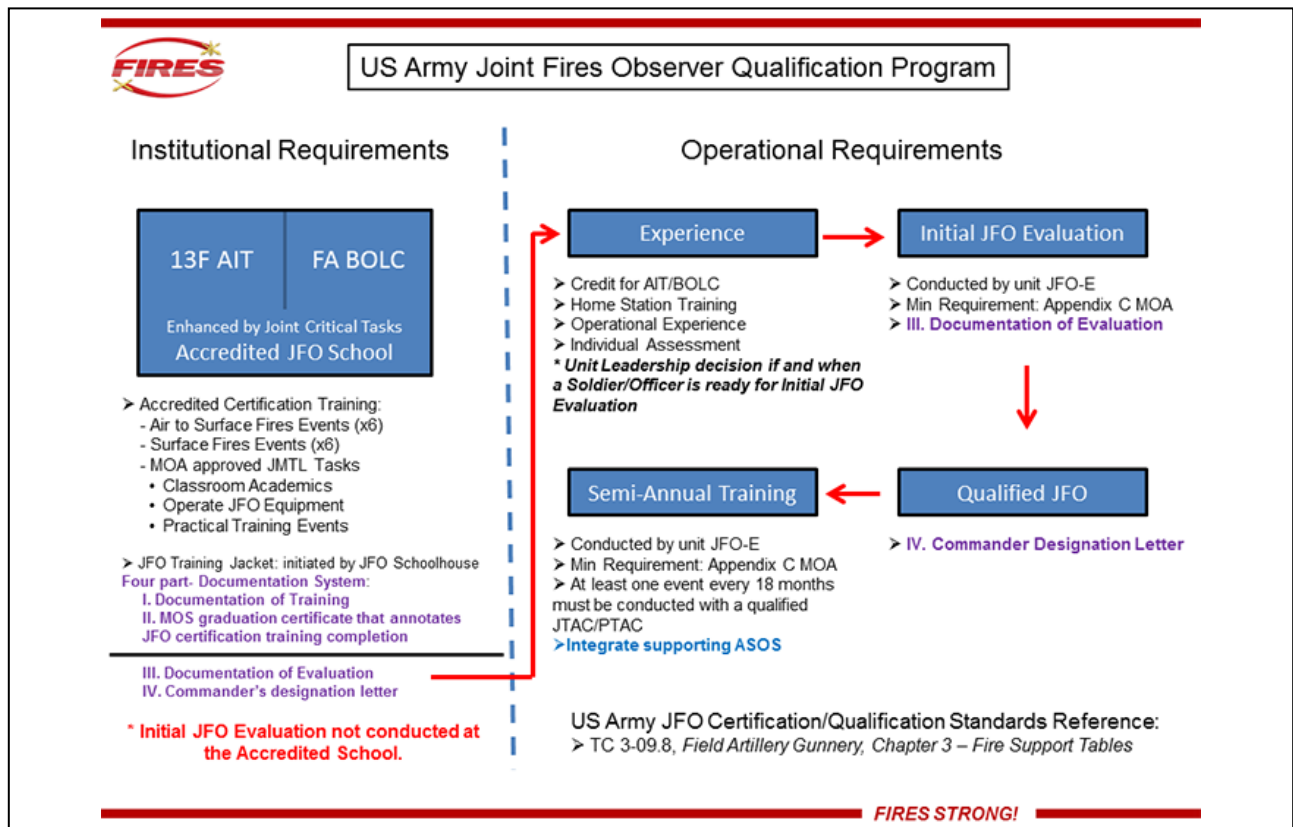 FIRES
US Army Joint Fires Observer Qualification Program
Institutional Requirements
13F AIT
FA BOLC
Enhanced by Joint Critical Tasks
Accredited JFO School
➢ Accredited Certification Training:
- Air to Surface Fires Events (x6)
- Surface Fires Events (x6)
- MOA approved JMTL Tasks
• Classroom Academics
• Operate JFO Equipment
• Practical Training Events
➢ JFO Training Jacket: initiated by JFO Schoolhouse
Four part- Documentation System:
I. Documentation of Training
II. MOS graduation certificate that annotates
JFO certification training completion
III. Documentation of Evaluation
IV. Commander's designation letter
* Initial JFO Evaluation not conducted at
the Accredited School.
Operational Requirements
Experience
➢ Credit for AIT/BOLC
➢ Home Station Training
➢ Operational Experience
➢ Individual Assessment
* Unit Leadership decision if and when
a Soldier/Officer is ready for Initial JFO
Evaluation
Initial JFO Evaluation
➢ Conducted by unit JFO-E
➢ Min Requirement: Appendix C MOA
➢ III. Documentation of Evaluation
Qualified JFO
➢ IV. Commander Designation Letter
Semi-Annual Training
➢ Conducted by unit JFO-E
➢ Min Requirement: Appendix C MOA
➢ At least one event every 18 months
must be conducted with a qualified
JTAC/PTAC
➢Integrate supporting ASOS
US Army JFO Certification/Qualification Standards Reference:
➢ TC 3-09.8, Field Artillery Gunnery, Chapter 3 – Fire Support Tables
FIRES STRONG!